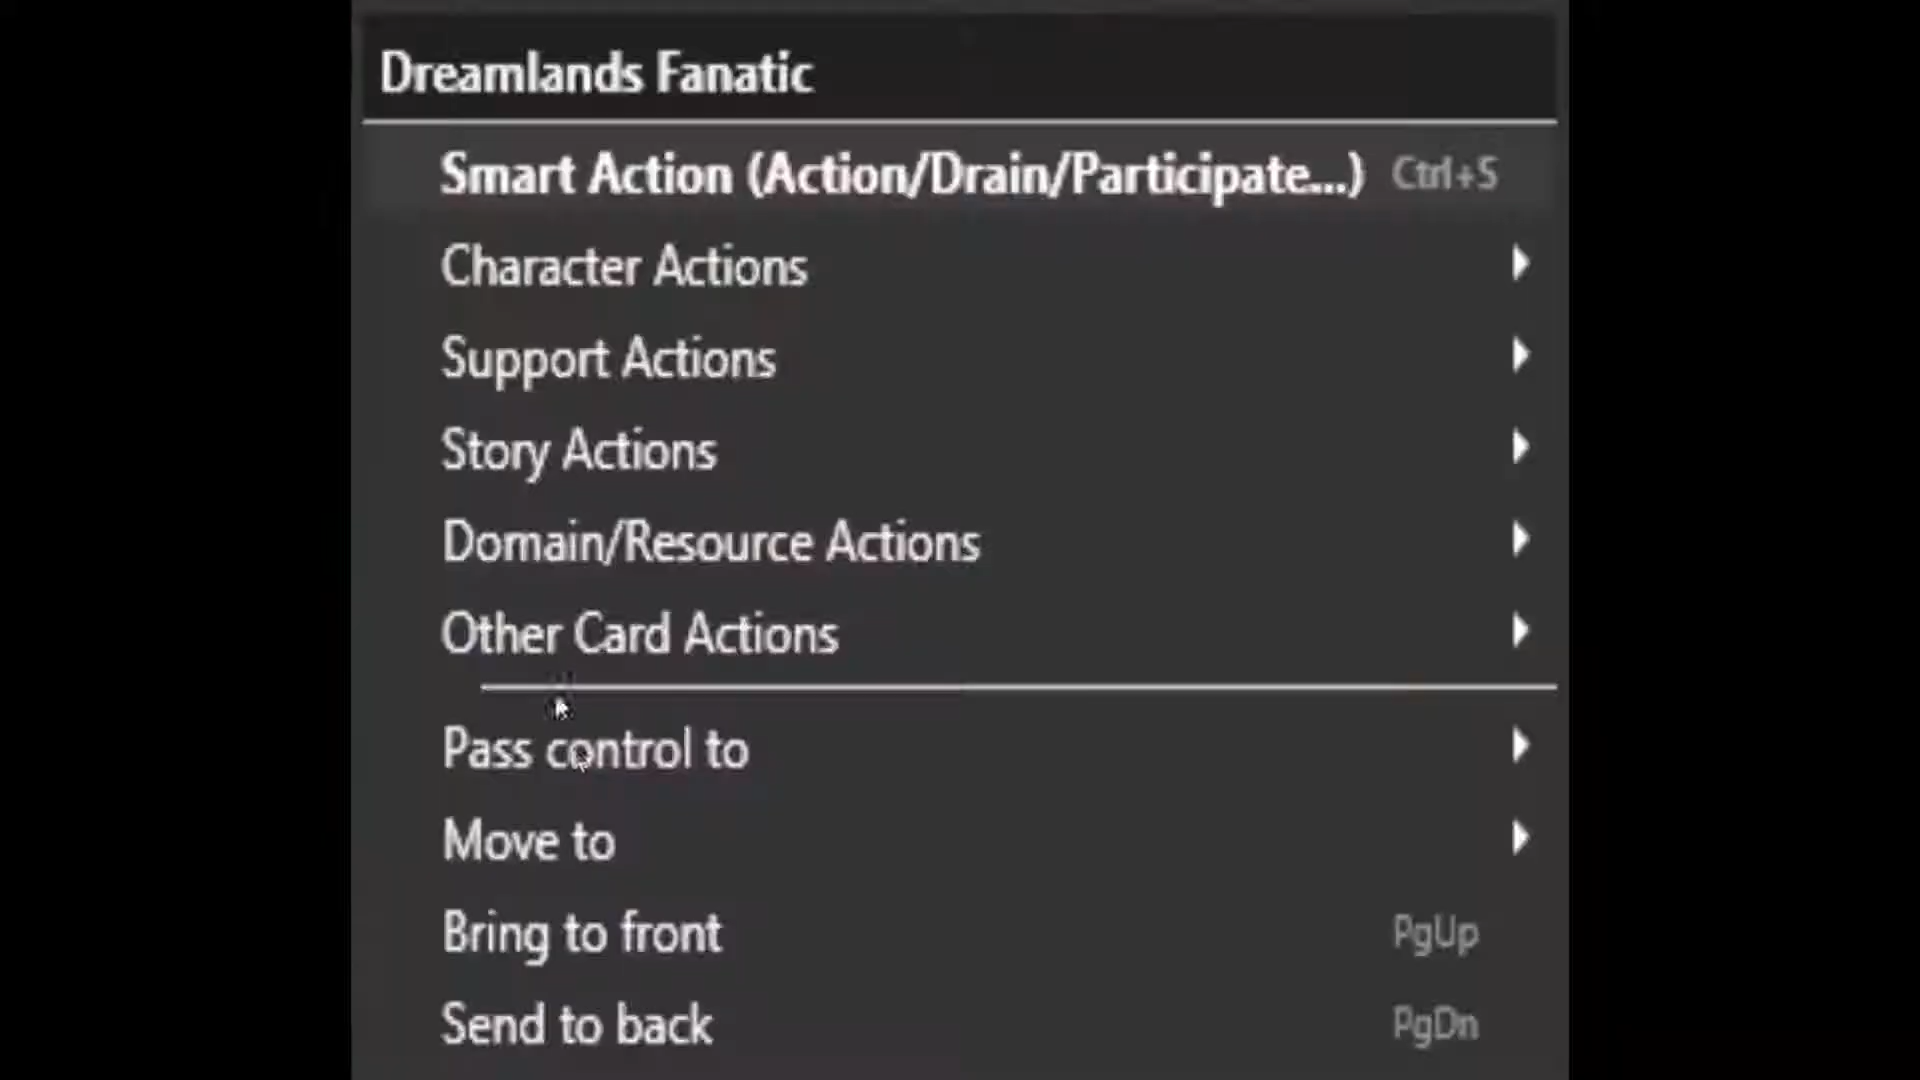 Dreamlands Fanatic
Smart Action (Action/Drain/Participate...) Ctrl+S
Character Actions
Support Actions
Story Actions
Domain/Resource Actions
Other Card Actions
Pass control to
Move to
Bring to front PgUp
Send to back PgDn